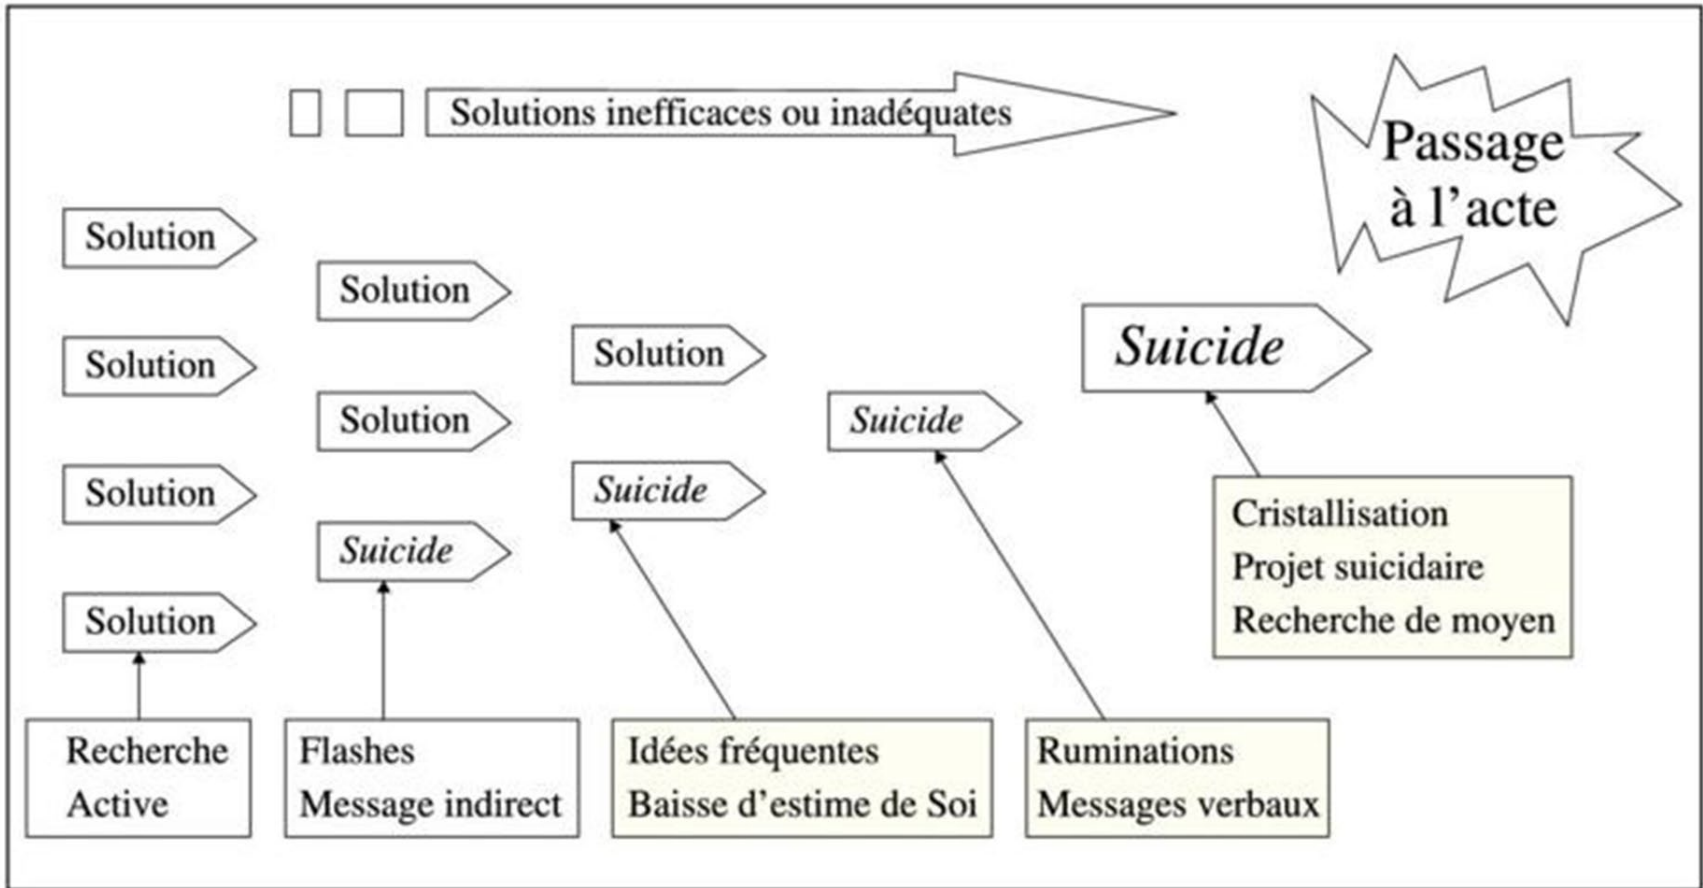 Solutions inefficaces ou inadéquates
Passage
à l’acte
Solution
Solution
Solution
Solution
Solution
Solution
Suicide
Solution
Suicide
Suicide
Suicide
Recherche
Active
Flashes
Message indirect
Idées fréquentes
Baisse d’estime de Soi
Ruminations
Messages verbaux
Cristallisation
Projet suicidaire
Recherche de moyen